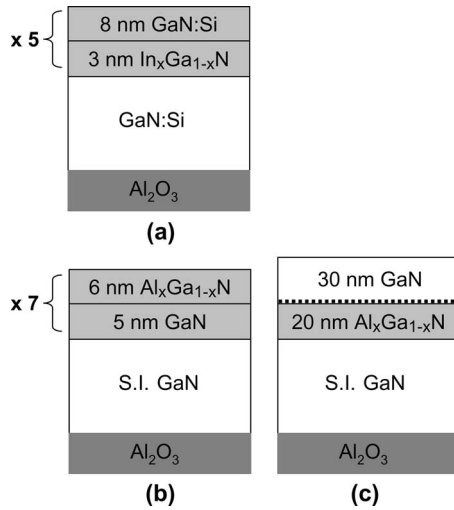 x 5
8 nm GaN:Si
3 nm InₓGa₁₋ₓN
GaN:Si
Al₂O₃
(a)
x 7
6 nm AlₓGa₁₋ₓN
5 nm GaN
S.I. GaN
Al₂O₃
(b)
30 nm GaN
20 nm AlₓGa₁₋ₓN
S.I. GaN
Al₂O₃
(c)